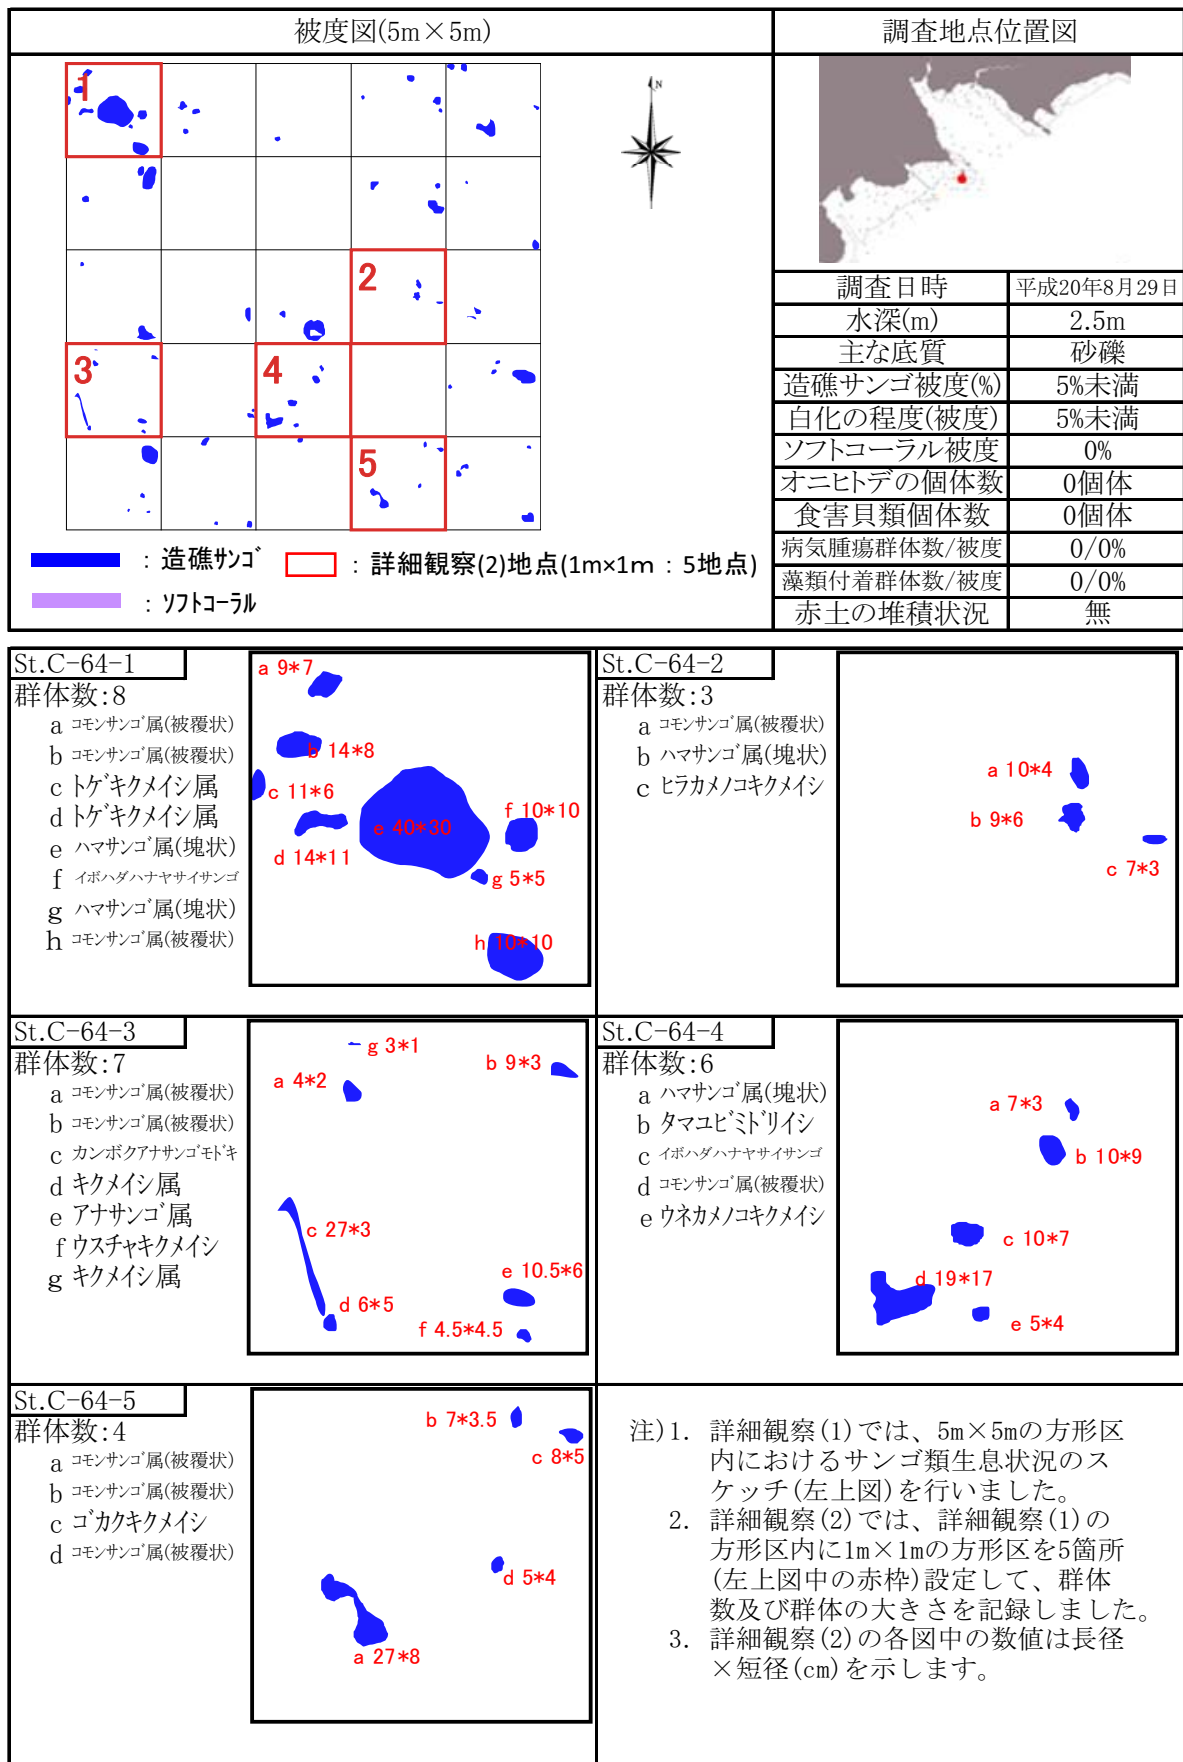 被度図(5m×5m)
調査地点位置図
1
2
3
4
5
N
：造礁サンゴ
：詳細観察(2)地点(1m×1m：5地点)
：ソフトコーラル
調査日時 平成20年8月29日
水深(m) 2.5m
主な底質 砂礫
造礁サンゴ被度(%) 5%未満
白化の程度(被度) 5%未満
ソフトコーラル被度 0%
オニヒトデの個体数 0個体
食害貝類個体数 0個体
病気腫瘍群体数/被度 0/0%
藻類付着群体数/被度 0/0%
赤土の堆積状況 無
St.C-64-1
群体数:8
a コモンサンゴ属(被覆状)
b コモンサンゴ属(被覆状)
c トゲキクメイシ属
d トゲキクメイシ属
e ハマサンゴ属(塊状)
f イボハダハナヤサイサンゴ
g ハマサンゴ属(塊状)
h コモンサンゴ属(被覆状)
a 9*7
b 14*8
c 11*6
f 10*10
e 40*30
d 14*11
g 5*5
h 10*10
St.C-64-2
群体数:3
a コモンサンゴ属(被覆状)
b ハマサンゴ属(塊状)
c ヒラカメノコキクメイシ
a 10*4
b 9*6
c 7*3
St.C-64-3
群体数:7
a コモンサンゴ属(被覆状)
b コモンサンゴ属(被覆状)
c カンボクアナサンゴモドキ
d キクメイシ属
e アナサンゴ属
f ウスチャキクメイシ
g キクメイシ属
g 3*1
b 9*3
a 4*2
c 27*3
e 10.5*6
d 6*5
f 4.5*4.5
St.C-64-4
群体数:6
a ハマサンゴ属(塊状)
b タマユビミドリイシ
c イボハダハナヤサイサンゴ
d コモンサンゴ属(被覆状)
e ウネカメノコキクメイシ
a 7*3
b 10*9
c 10*7
d 19*17
e 5*4
St.C-64-5
群体数:4
a コモンサンゴ属(被覆状)
b コモンサンゴ属(被覆状)
c ゴカクキクメイシ
d コモンサンゴ属(被覆状)
b 7*3.5
c 8*5
d 5*4
a 27*8
注)1. 詳細観察(1)では、5m×5mの方形区
内におけるサンゴ類生息状況のス
ケッチ(左上図)を行いました。
2. 詳細観察(2)では、詳細観察(1)の
方形区内に1m×1mの方形区を5箇所
(左上図中の赤枠)設定して、群体
数及び群体の大きさを記録しました。
3. 詳細観察(2)の各図中の数値は長径
×短径(cm)を示します。